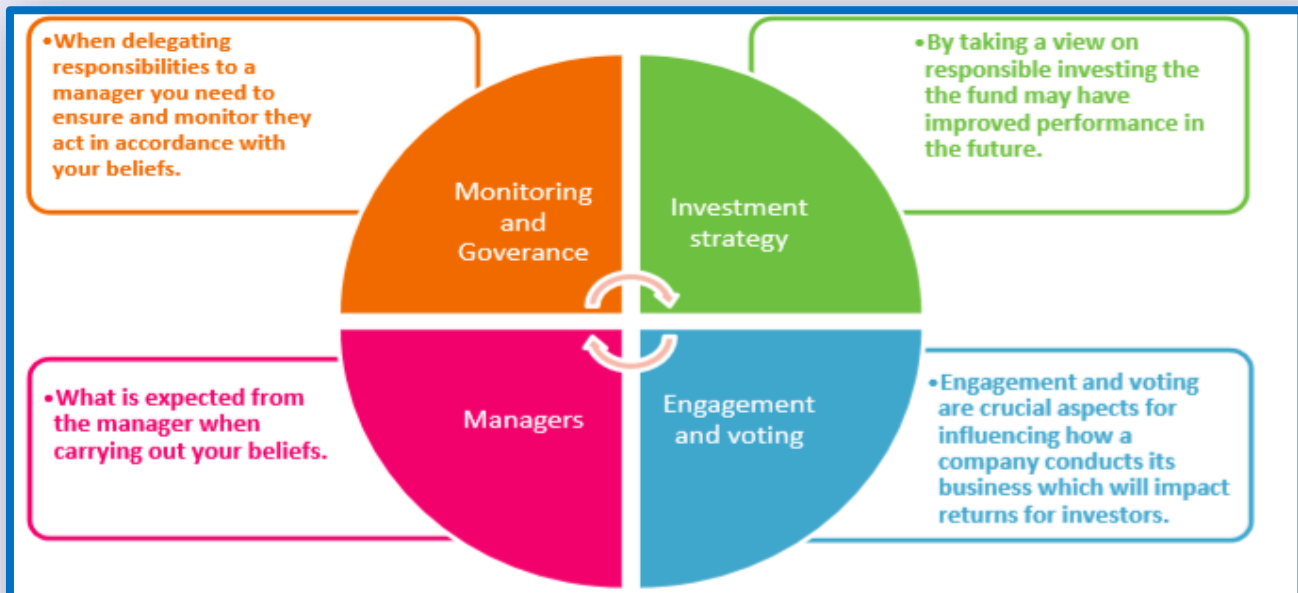 •When delegating
responsibilities to a
manager you need to
ensure and monitor they
act in accordance with
your beliefs.
•By taking a view on
responsible investing the
the fund may have
improved performance in
the future.
Monitoring
and
Goverance
Investment
strategy
•What is expected from
the manager when
carrying out your beliefs.
Managers
Engagement
and voting
•Engagement and voting
are crucial aspects for
influencing how a
company conducts its
business which will impact
returns for investors.